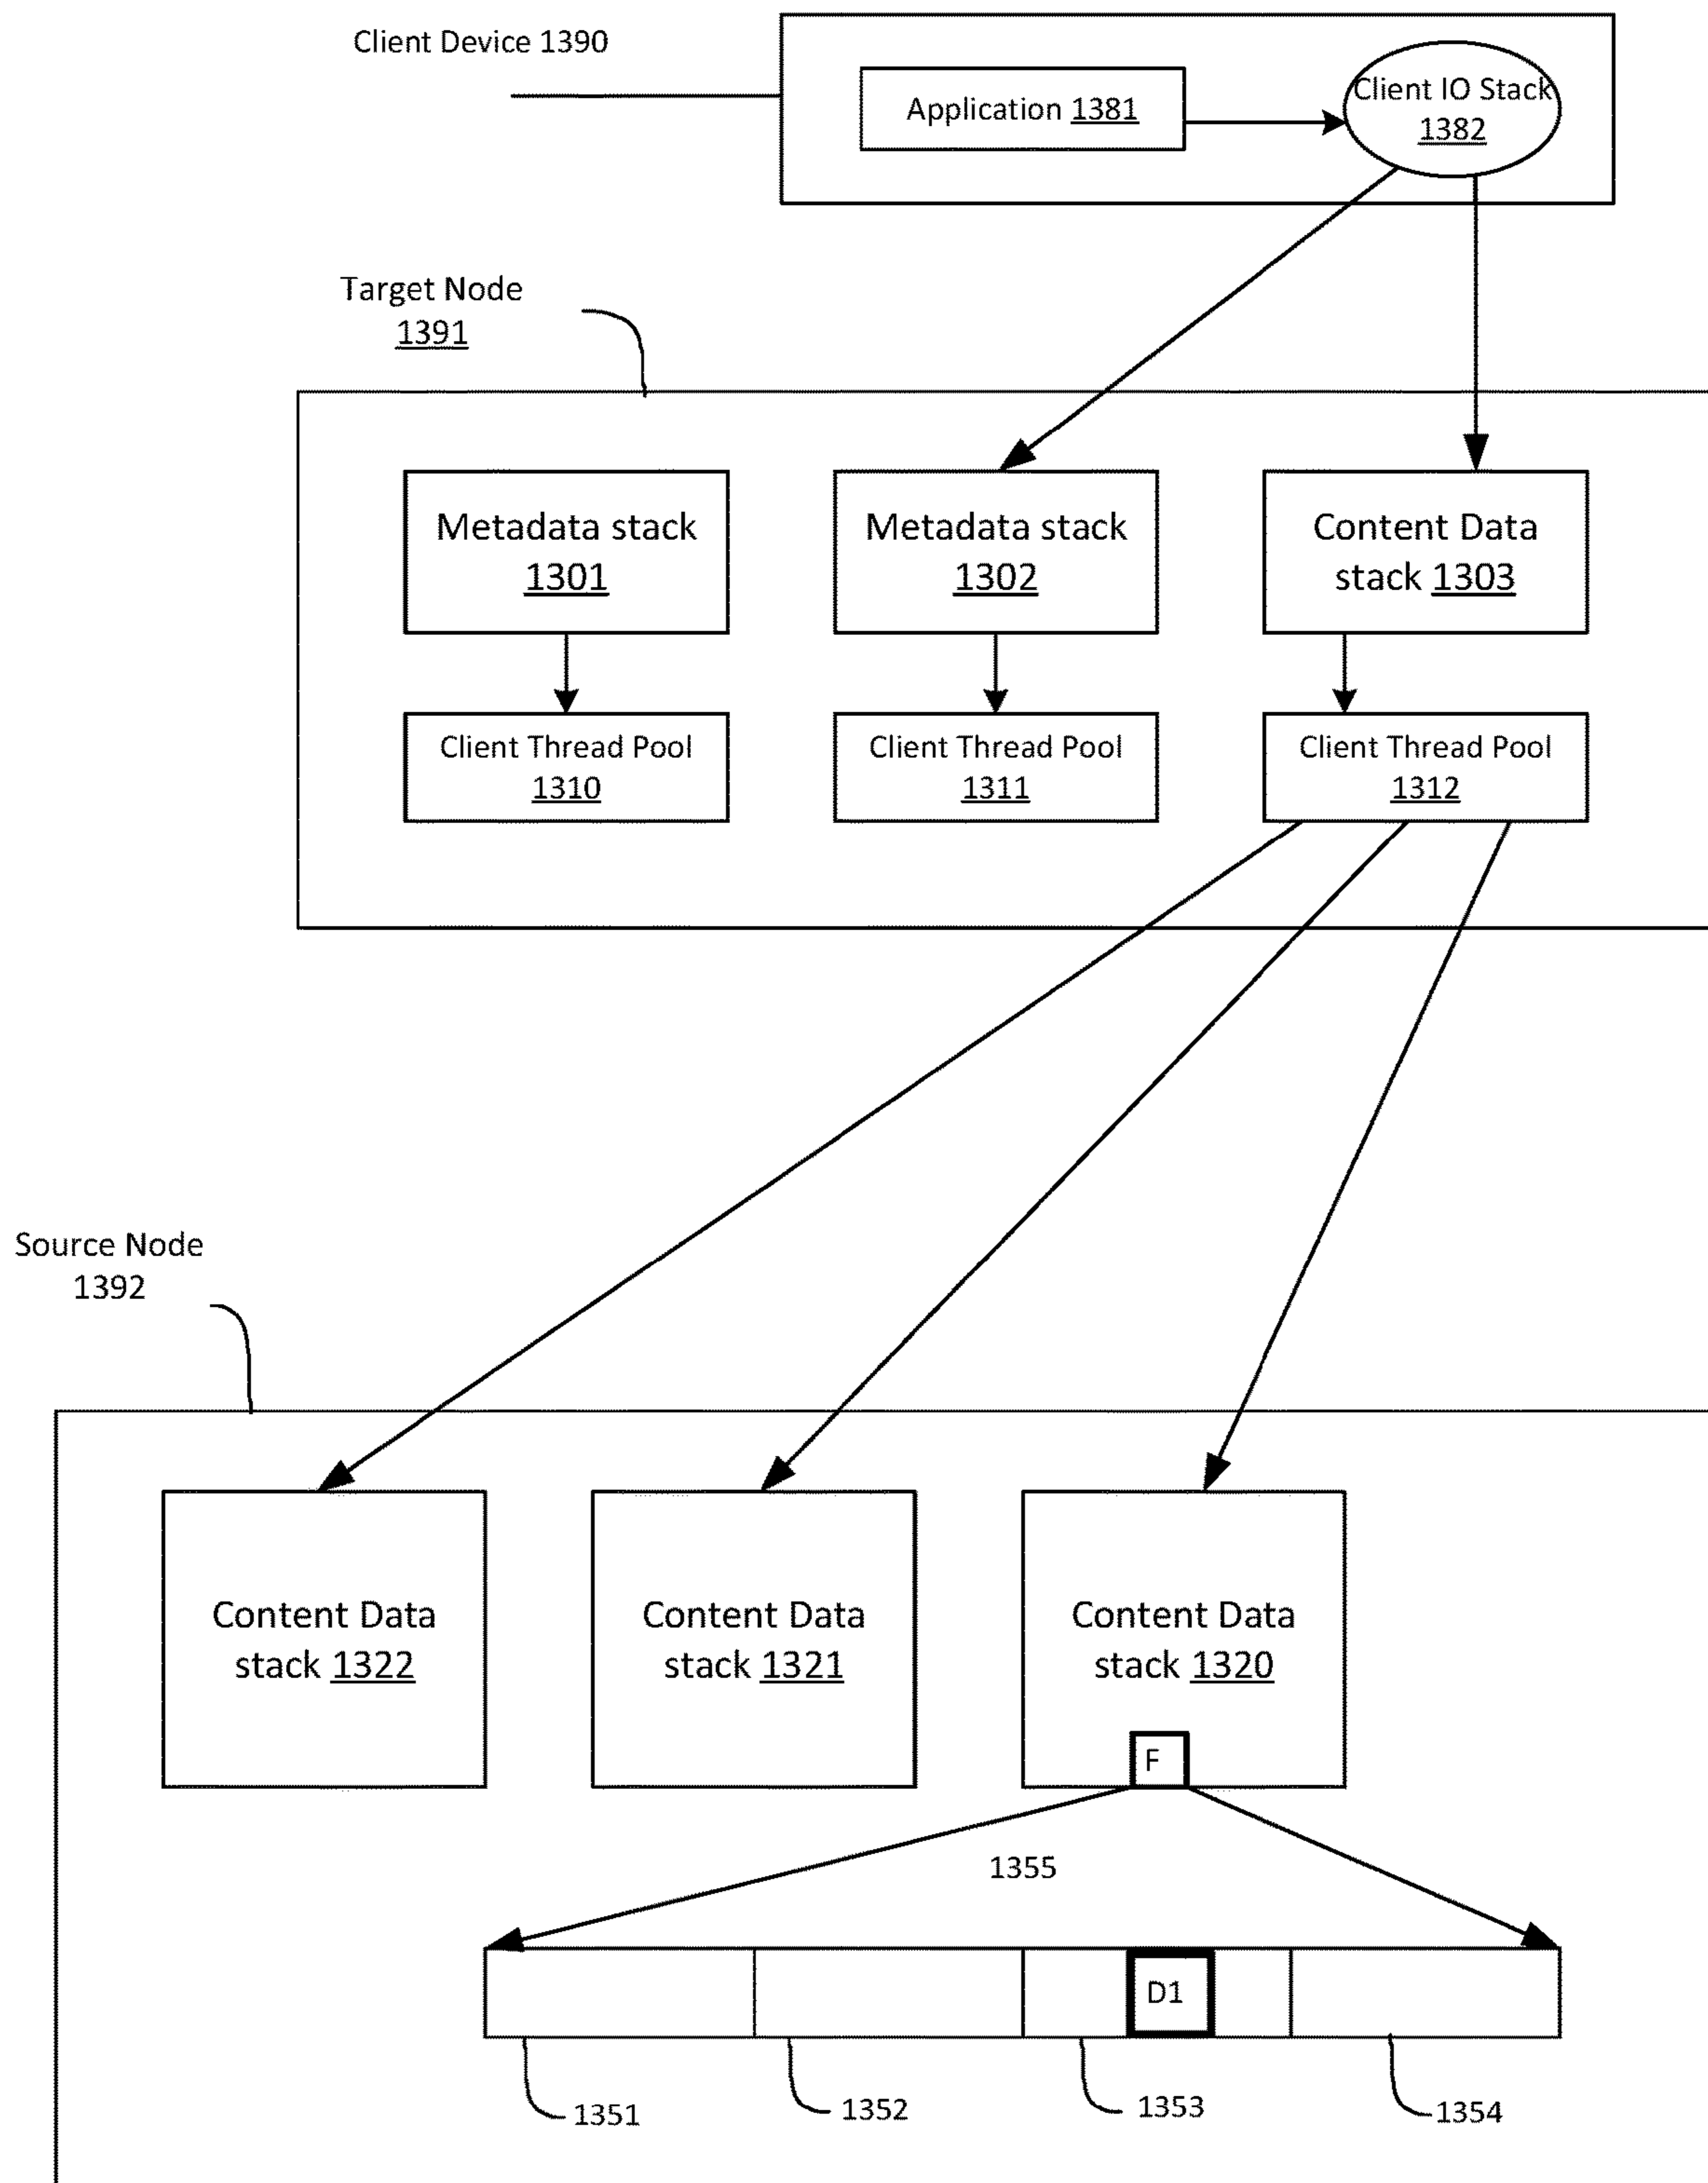 Client Device 1390
Application 1381
Client IO Stack
1382
Target Node
1391
Metadata stack
1301
Metadata stack
1302
Content Data
stack 1303
Client Thread Pool
1310
Client Thread Pool
1311
Client Thread Pool
1312
Source Node
1392
Content Data
stack 1322
Content Data
stack 1321
Content Data
stack 1320
F
1355
D1
1351
1352
1353
1354